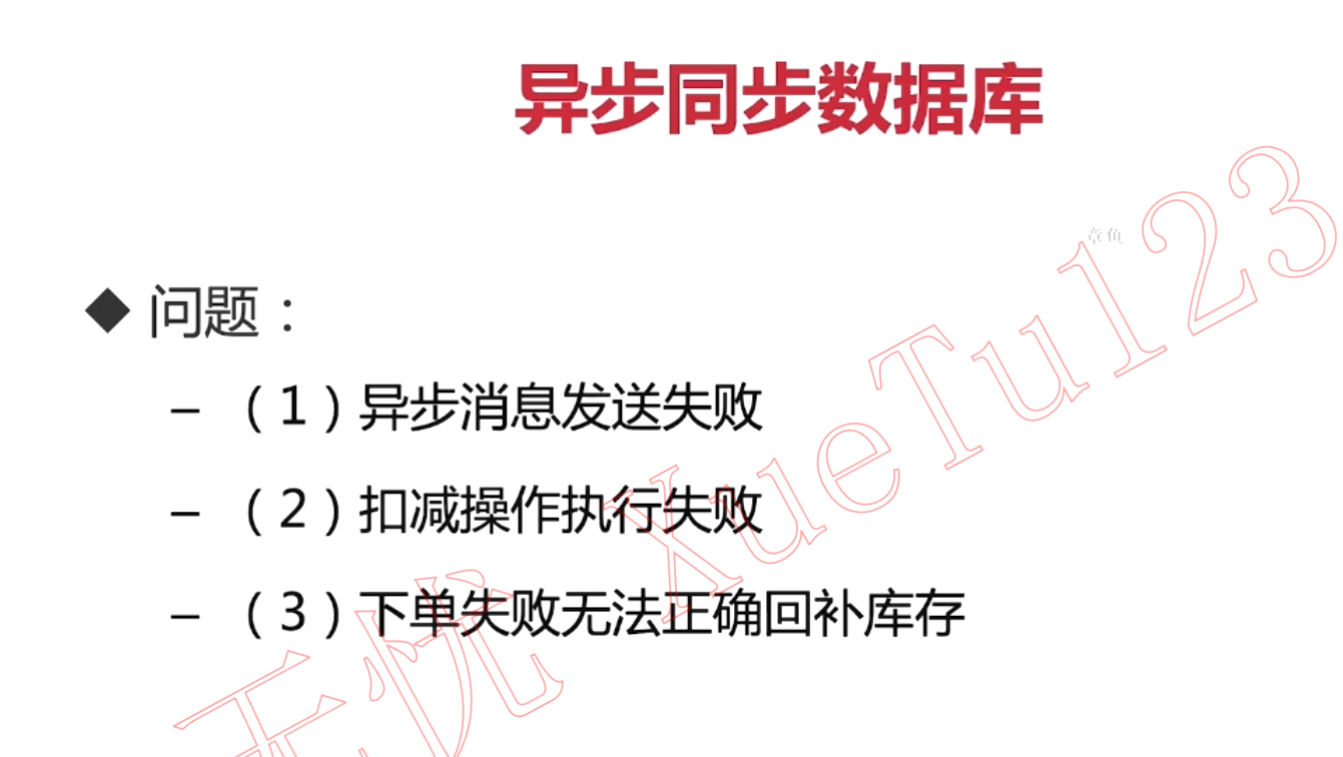 异步同步数据库
章鱼
◆ 问题：
– （1）异步消息发送失败
– （2）扣减操作执行失败
– （3）下单失败无法正确回补库存
无忧 XueTu123